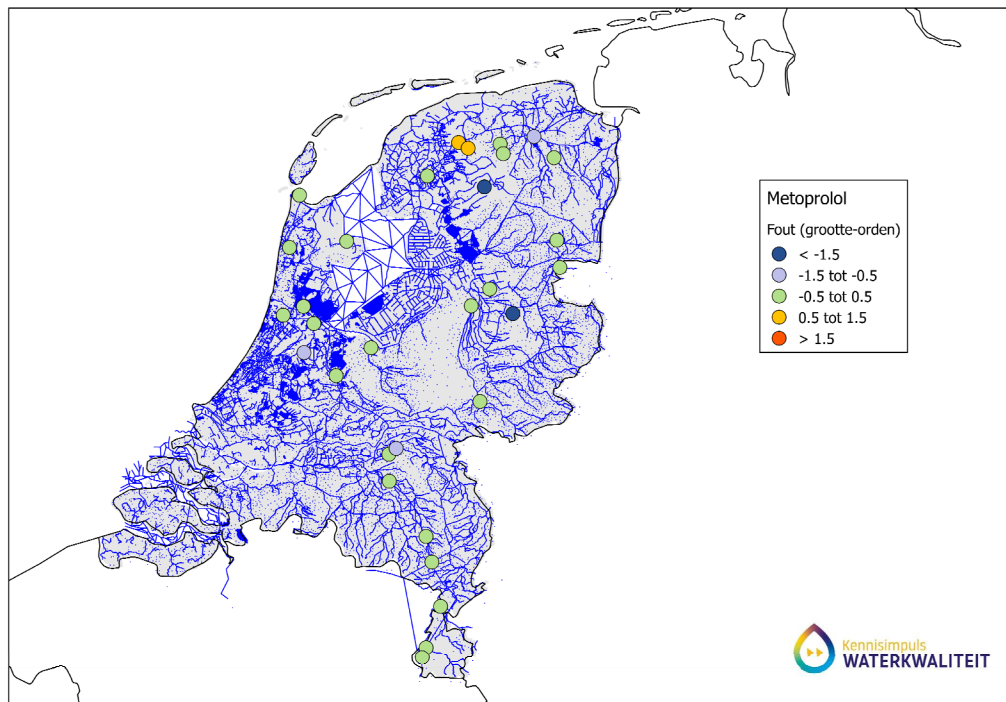 Metoprolol
Fout (grootte-orden)
< -1.5
-1.5 tot -0.5
-0.5 tot 0.5
0.5 tot 1.5
> 1.5
Kennisimpuls
WATERKWALITEIT